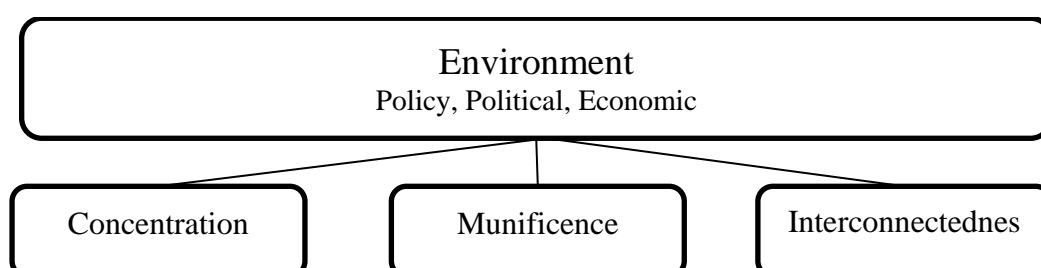 Environment
Policy, Political, Economic
Concentration
Munificence
Interconnectednes